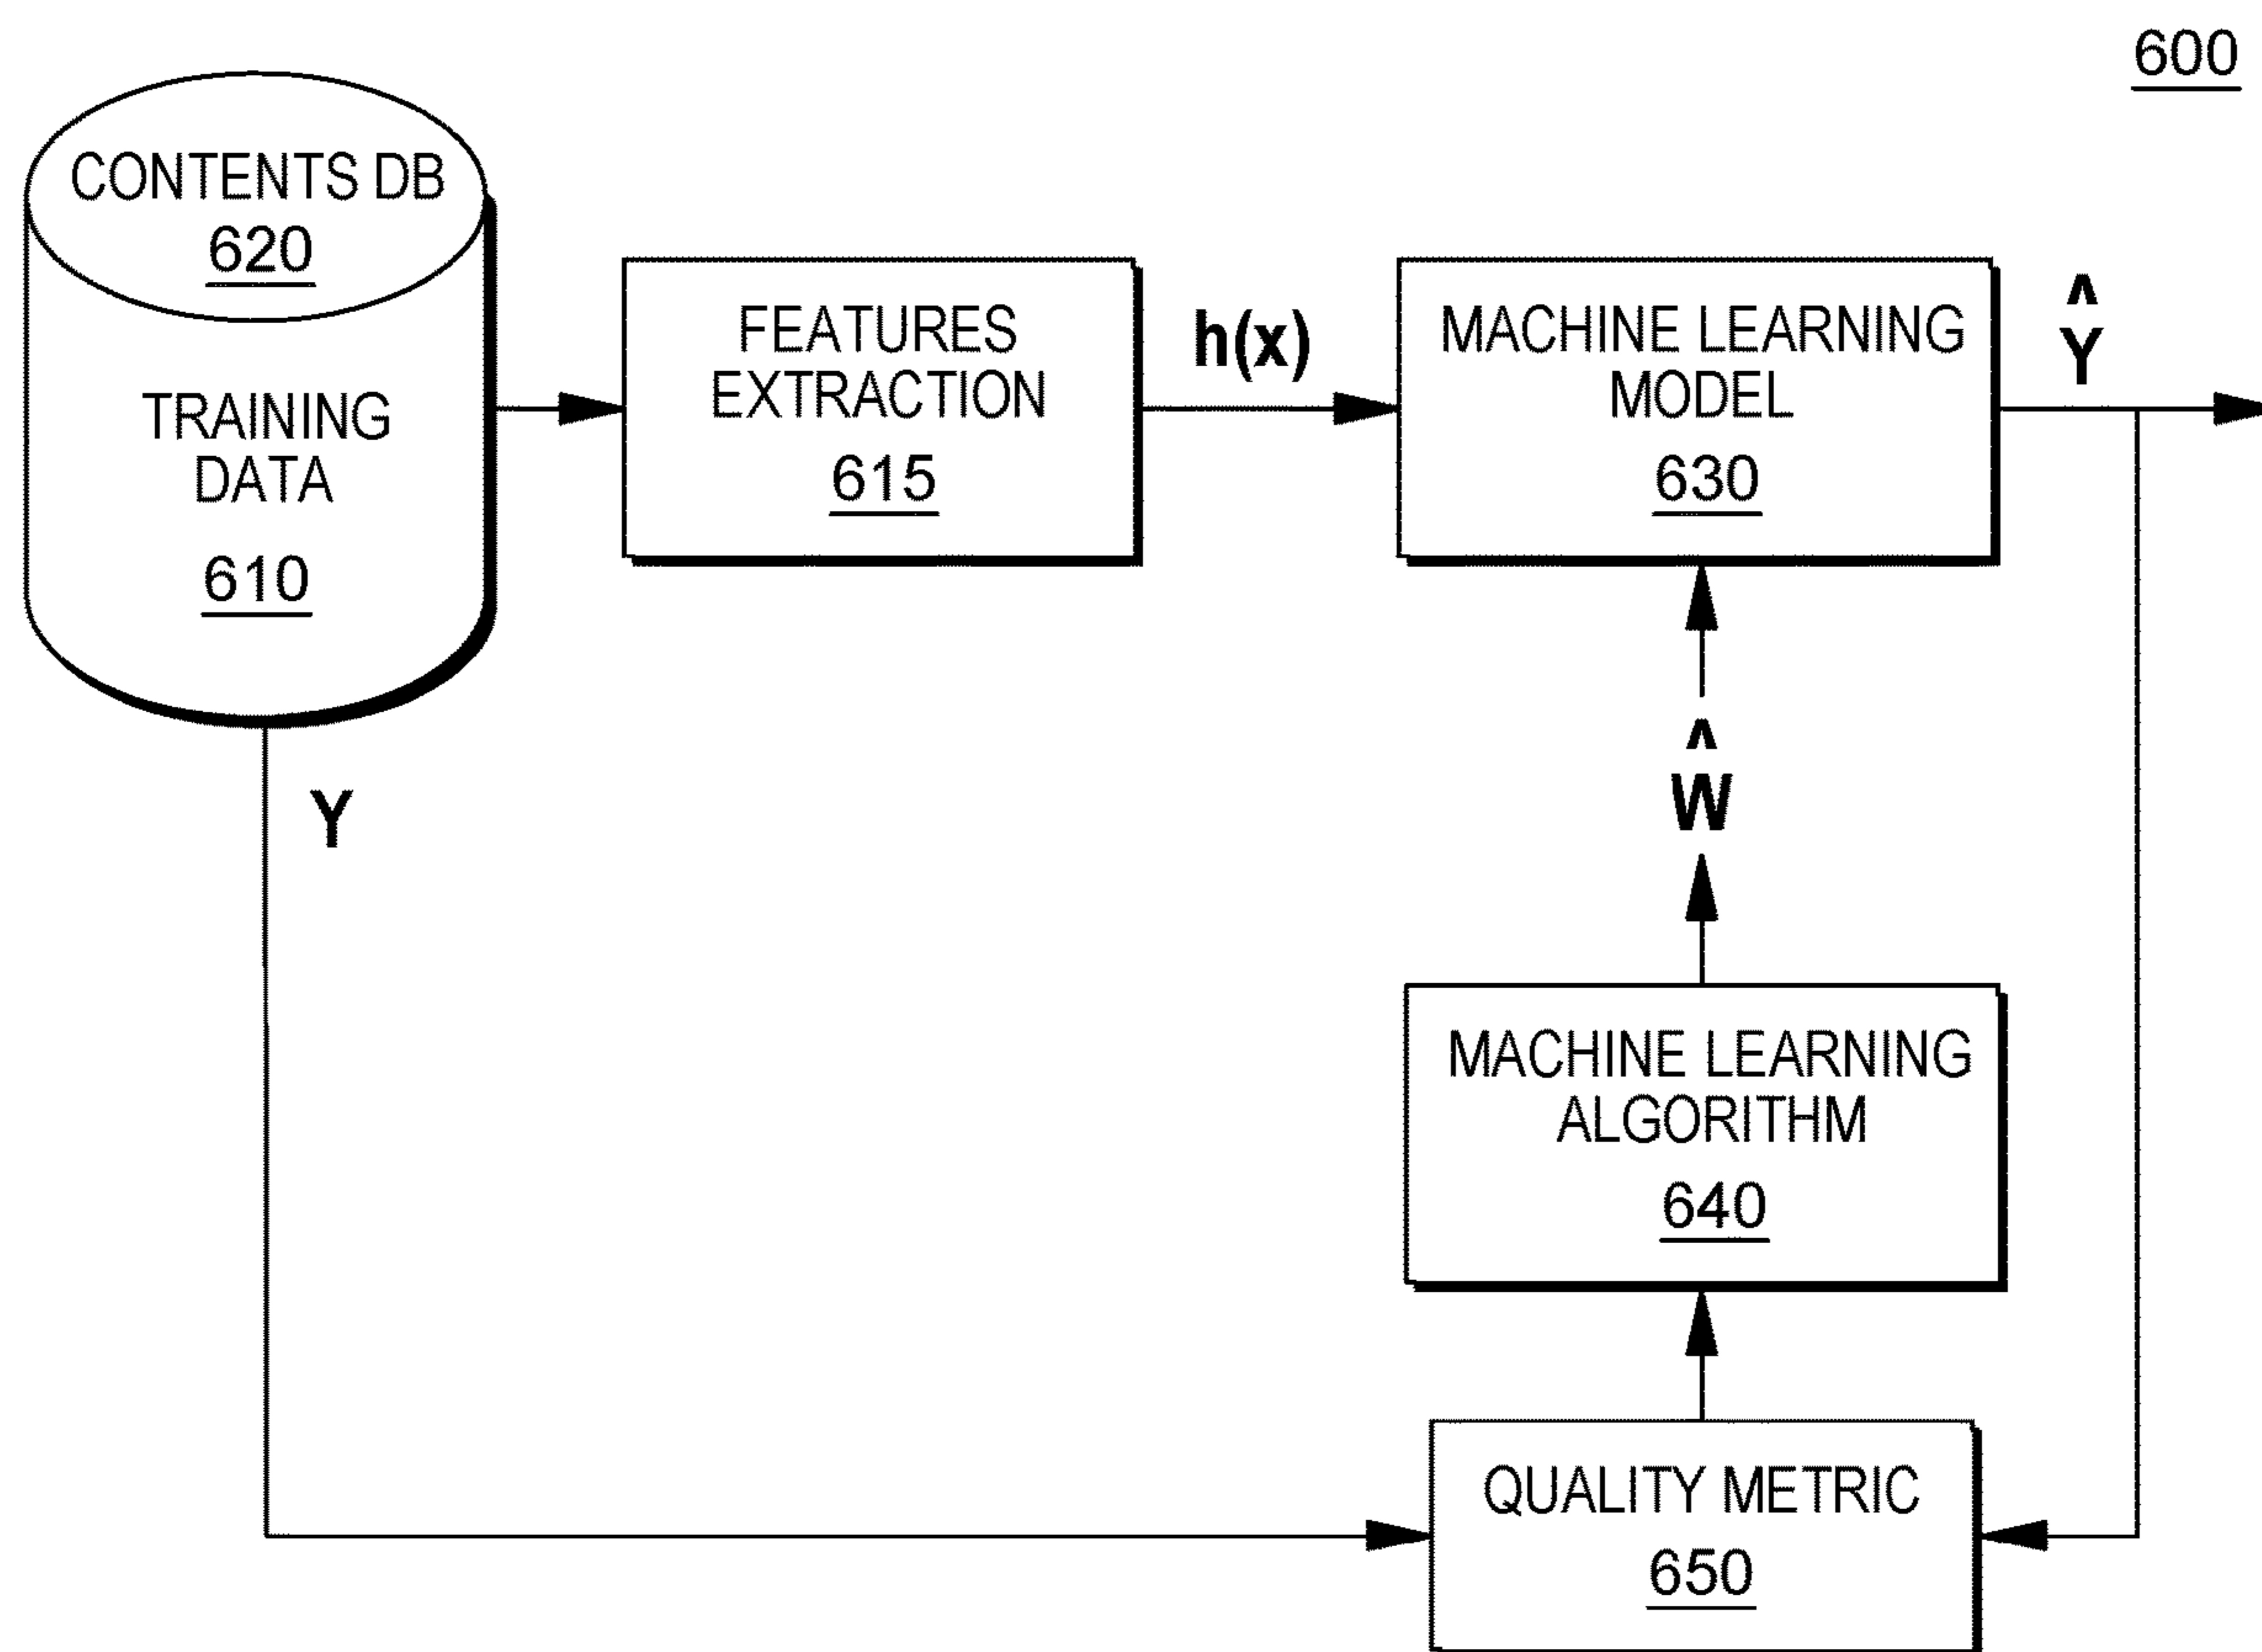 600
CONTENTS DB
620
TRAINING
DATA
610
FEATURES
EXTRACTION
615
h(x)
MACHINE LEARNING
MODEL
630
Ŷ
Y
Ŵ
MACHINE LEARNING
ALGORITHM
640
QUALITY METRIC
650